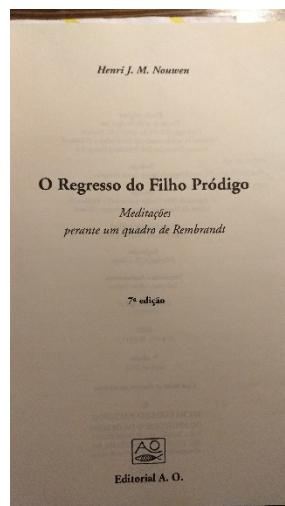 Henri J. M. Nouwen
O Regresso do Filho Pródigo
Meditações
perante um quadro de Rembrandt
7ª edição
AO
Editorial A. O.